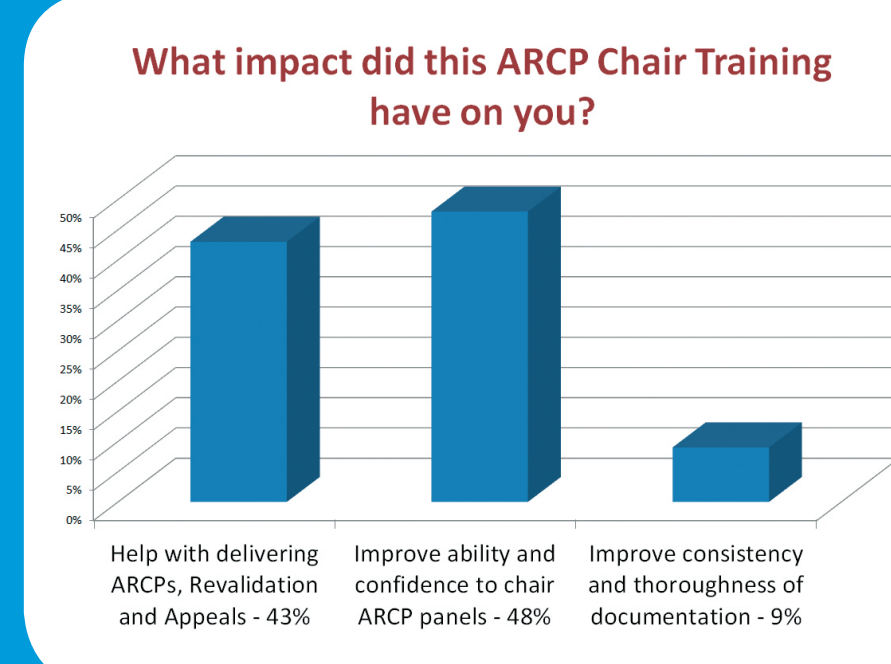 What impact did this ARCP Chair Training
have on you?
50%
45%
40%
35%
30%
25%
20%
15%
10%
5%
0%
Help with delivering
ARCPs, Revalidation
and Appeals - 43%
Improve ability and
confidence to chair
ARCP panels - 48%
Improve consistency
and thoroughness of
documentation - 9%